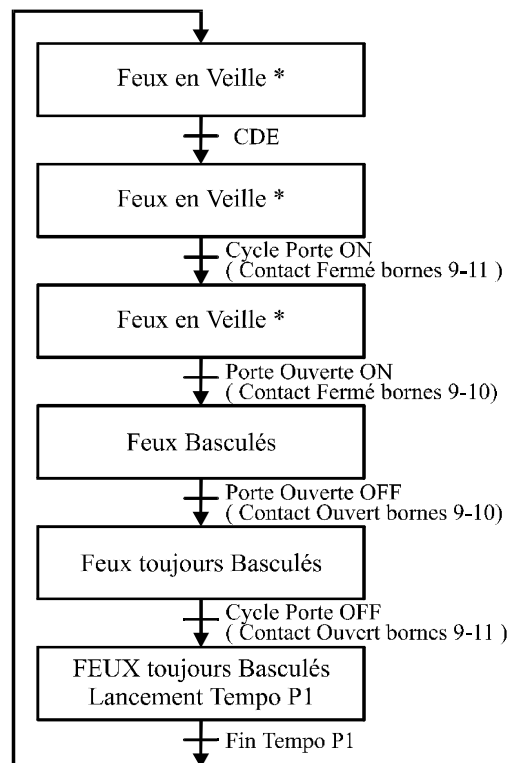 Feux en Veille *
CDE
Feux en Veille *
Cycle Porte ON
( Contact Fermé bornes 9-11 )
Feux en Veille *
Porte Ouverte ON
( Contact Fermé bornes 9-10)
Feux Basculés
Porte Ouverte OFF
( Contact Ouvert bornes 9-10)
Feux toujours Basculés
Cycle Porte OFF
( Contact Ouvert bornes 9-11 )
FEUX toujours Basculés
Lancement Tempo P1
Fin Tempo P1